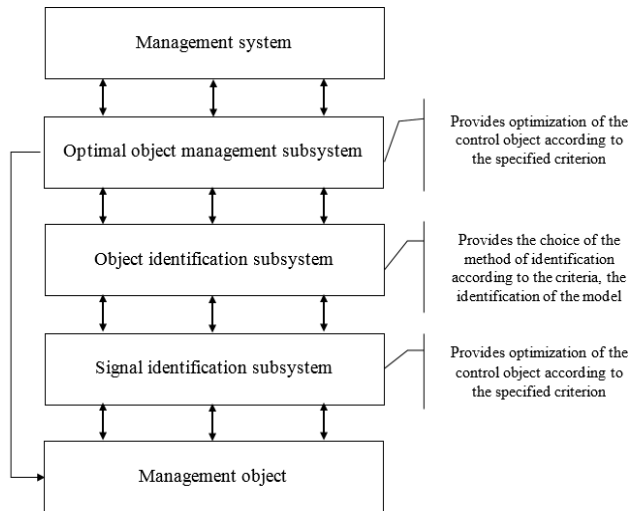 Management system
Optimal object management subsystem
Provides optimization of the
control object according to
the specified criterion
Object identification subsystem
Provides the choice of the
method of identification
according to the criteria, the
identification of the model
Signal identification subsystem
Provides optimization of the
control object according to
the specified criterion
Management object